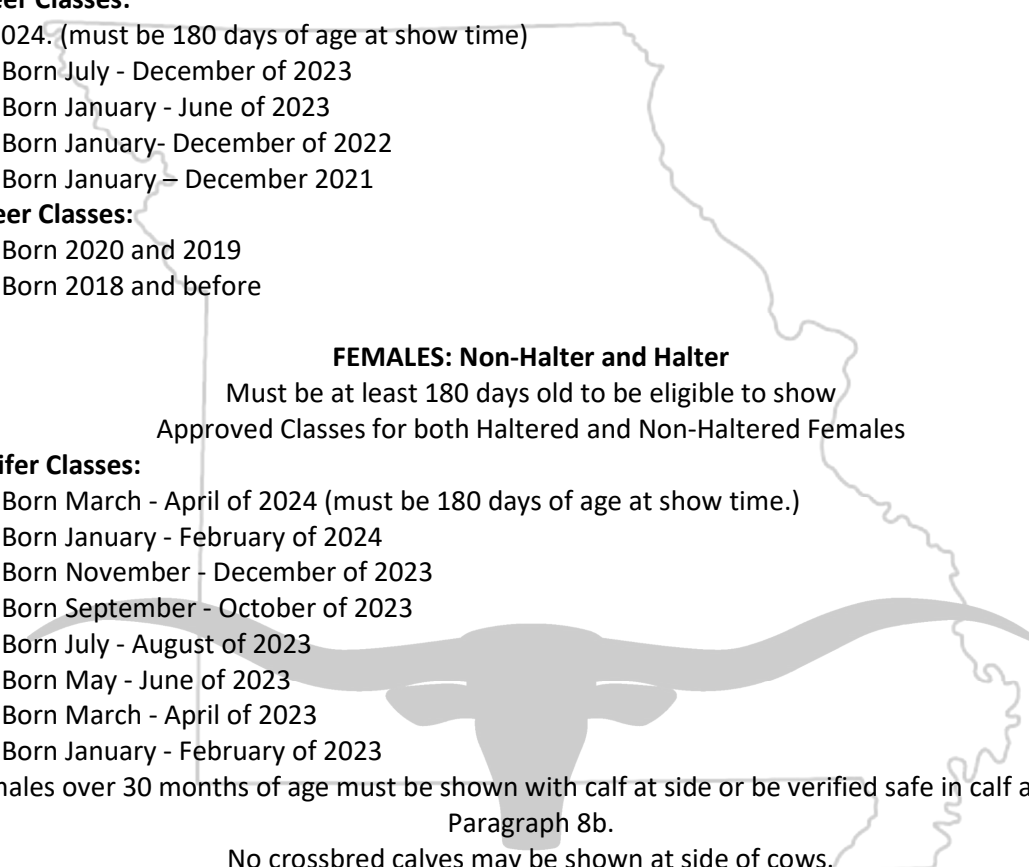 eer Classes:
024. (must be 180 days of age at show time)
Born July - December of 2023
Born January - June of 2023
Born January- December of 2022
Born January – December 2021
eer Classes:
Born 2020 and 2019
Born 2018 and before
FEMALES: Non-Halter and Halter
Must be at least 180 days old to be eligible to show
Approved Classes for both Haltered and Non-Haltered Females
ifer Classes:
Born March - April of 2024 (must be 180 days of age at show time.)
Born January - February of 2024
Born November - December of 2023
Born September - October of 2023
Born July - August of 2023
Born May - June of 2023
Born March - April of 2023
Born January - February of 2023
males over 30 months of age must be shown with calf at side or be verified safe in calf a
Paragraph 8b.
No crossbred calves may be shown at side of cows.